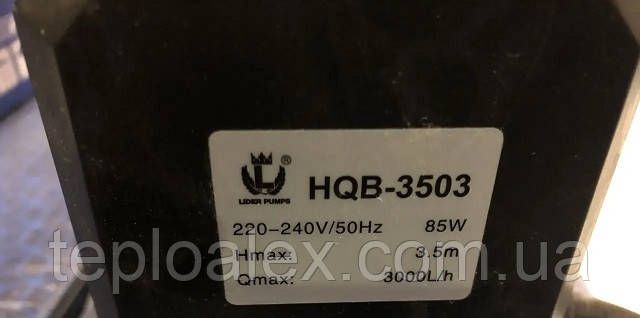 ®
LIDER PUMPS
HQB-3503
220-240V/50Hz 85W
Hmax: 3.5m
Qmax: 3000L/h
teploalex.com.ua